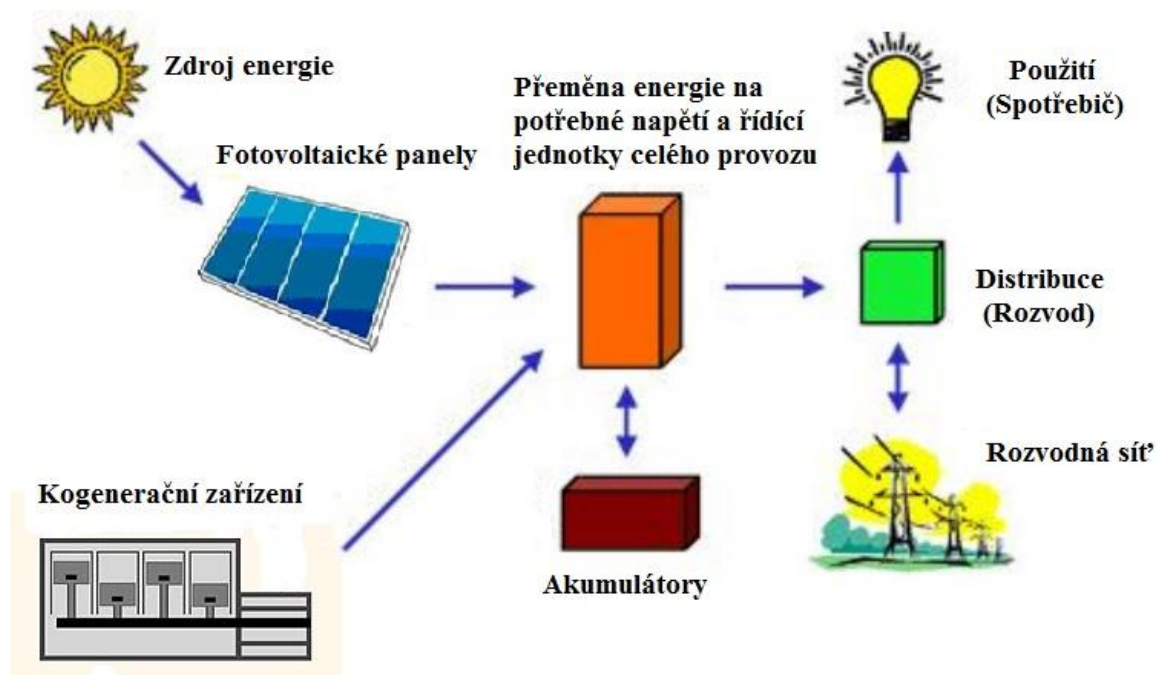 Zdroj energie
Přeměna energie na
potřebné napětí a řídící
jednotky celého provozu
Použití
(Spotřebič)
Fotovoltaické panely
Distribuce
(Rozvod)
Rozvodná síť
Kogenerační zařízení
Akumulátory